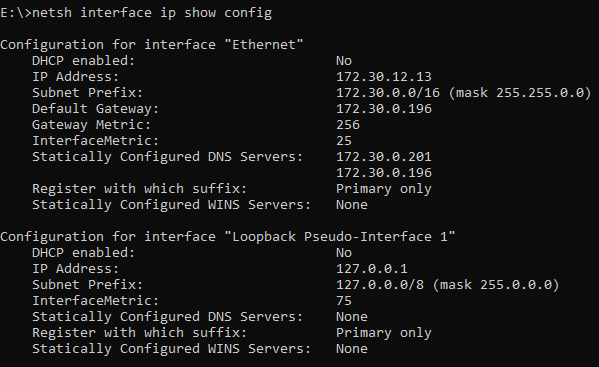 E:\>netsh interface ip show config
Configuration for interface "Ethernet"
DHCP enabled: No
IP Address: 172.30.12.13
Subnet Prefix: 172.30.0.0/16 (mask 255.255.0.0)
Default Gateway: 172.30.0.196
Gateway Metric: 256
InterfaceMetric: 25
Statically Configured DNS Servers: 172.30.0.201
172.30.0.196
Register with which suffix: Primary only
Statically Configured WINS Servers: None
Configuration for interface "Loopback Pseudo-Interface 1"
DHCP enabled: No
IP Address: 127.0.0.1
Subnet Prefix: 127.0.0.0/8 (mask 255.0.0.0)
InterfaceMetric: 75
Statically Configured DNS Servers: None
Register with which suffix: Primary only
Statically Configured WINS Servers: None